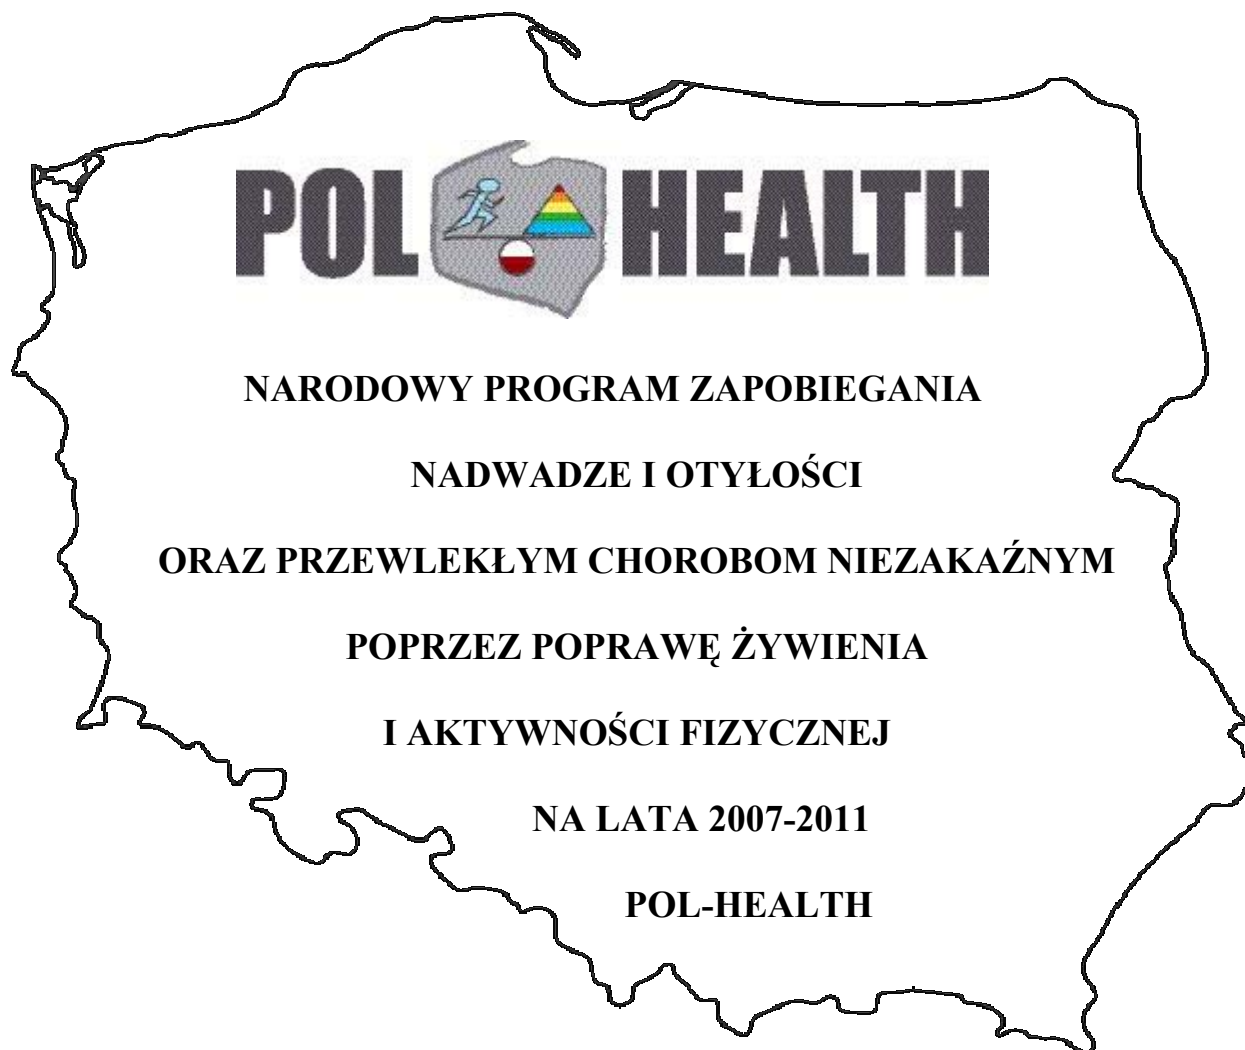 POL HEALTH
NARODOWY PROGRAM ZAPOBIEGANIA
NADWADZE I OTYŁOŚCI
ORAZ PRZEWLEKŁYM CHOROBOM NIEZAKAŹNYM
POPRZEZ POPRAWĘ ŻYWIENIA
I AKTYWNOŚCI FIZYCZNEJ
NA LATA 2007-2011
POL-HEALTH